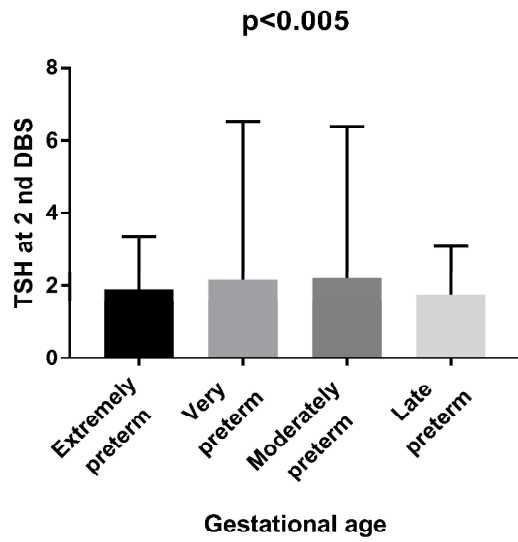 p<0.005
TSH at 2 nd DBS
8
6
4
2
0
Extremely
preterm
Very
preterm
Moderately
preterm
Late
preterm
Gestational age